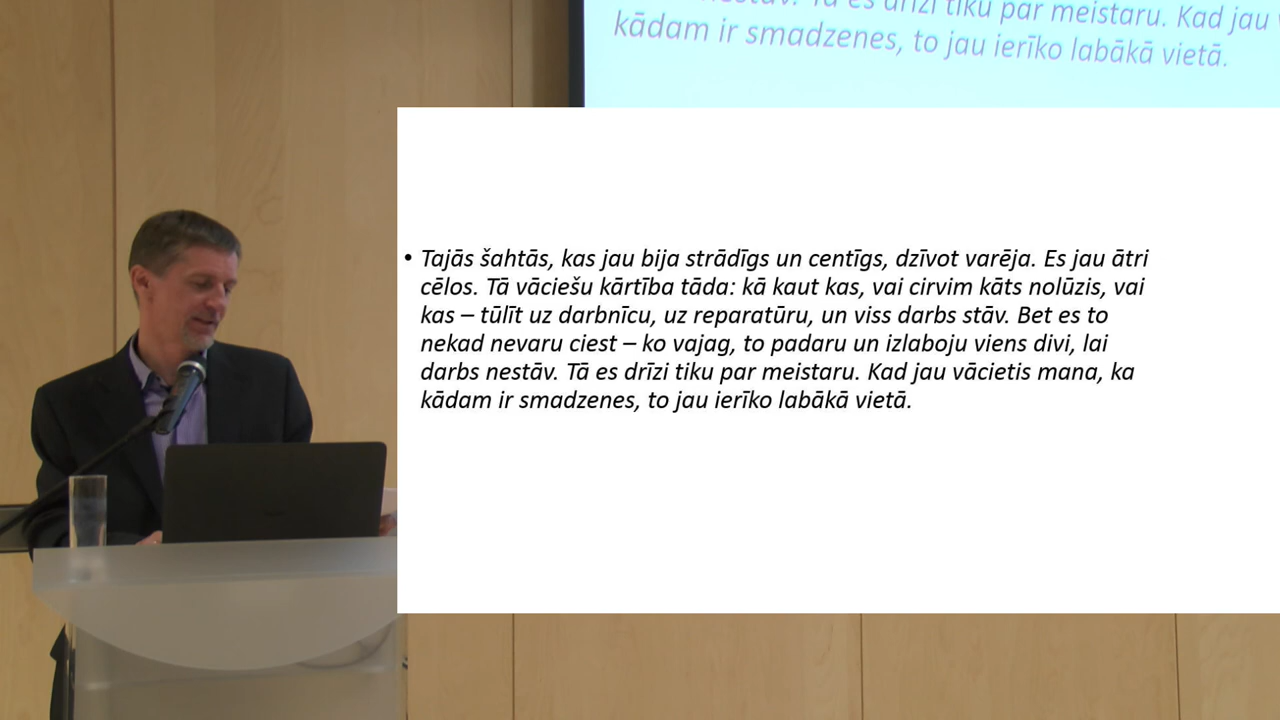 nestāv. Tā es drīzi tiku par meistaru. Kad jau
kādam ir smadzenes, to jau ierīko labākā vietā.
• Tajās šahtās, kas jau bija strādīgs un centīgs, dzīvot varēja. Es jau ātri
cēlos. Tā vāciešu kārtība tāda: kā kaut kas, vai cirvim kāts nolūzis, vai
kas – tūlīt uz darbnīcu, uz reparatūru, un viss darbs stāv. Bet es to
nekad nevaru ciest – ko vajag, to padaru un izlaboju viens divi, lai
darbs nestāv. Tā es drīzi tiku par meistaru. Kad jau vācietis mana, ka
kādam ir smadzenes, to jau ierīko labākā vietā.